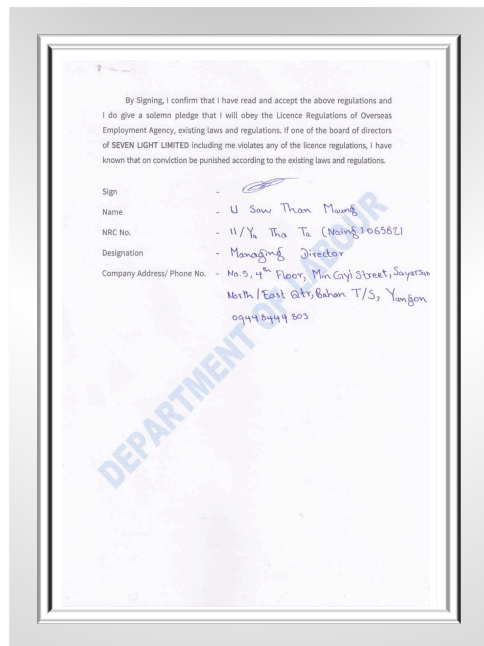 By Signing, I confirm that I have read and accept the above regulations and
I do give a solemn pledge that I will obey the Licence Regulations of Overseas
Employment Agency, existing laws and regulations. If one of the board of directors
of SEVEN LIGHT LIMITED including me violates any of the licence regulations, I have
known that on conviction be punished according to the existing laws and regulations.
Sign -
Name - U Saw Than Maung
NRC No. - 11/Ya Tha Ta (Naing) 065821
Designation - Managing Director
Company Address/ Phone No. - No.5, 4th Floor, Min Gyi Street, Sayarsan
North/East Qtr, Bahan T/S, Yangon
09448449803
DEPARTMENT OF LABOUR